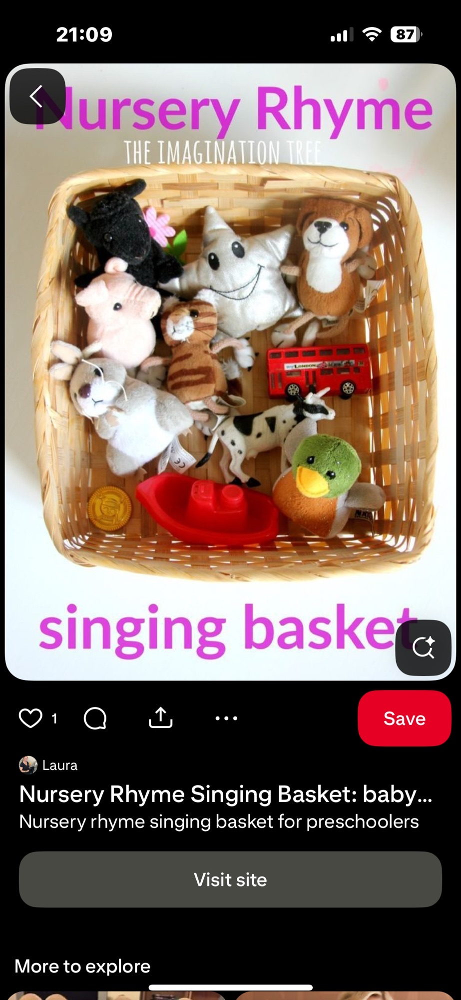 21:09
87
Nursery Rhyme
THE IMAGINATION TREE
LONDON
CE
singing basket
1
Save
Laura
Nursery Rhyme Singing Basket: baby...
Nursery rhyme singing basket for preschoolers
Visit site
More to explore